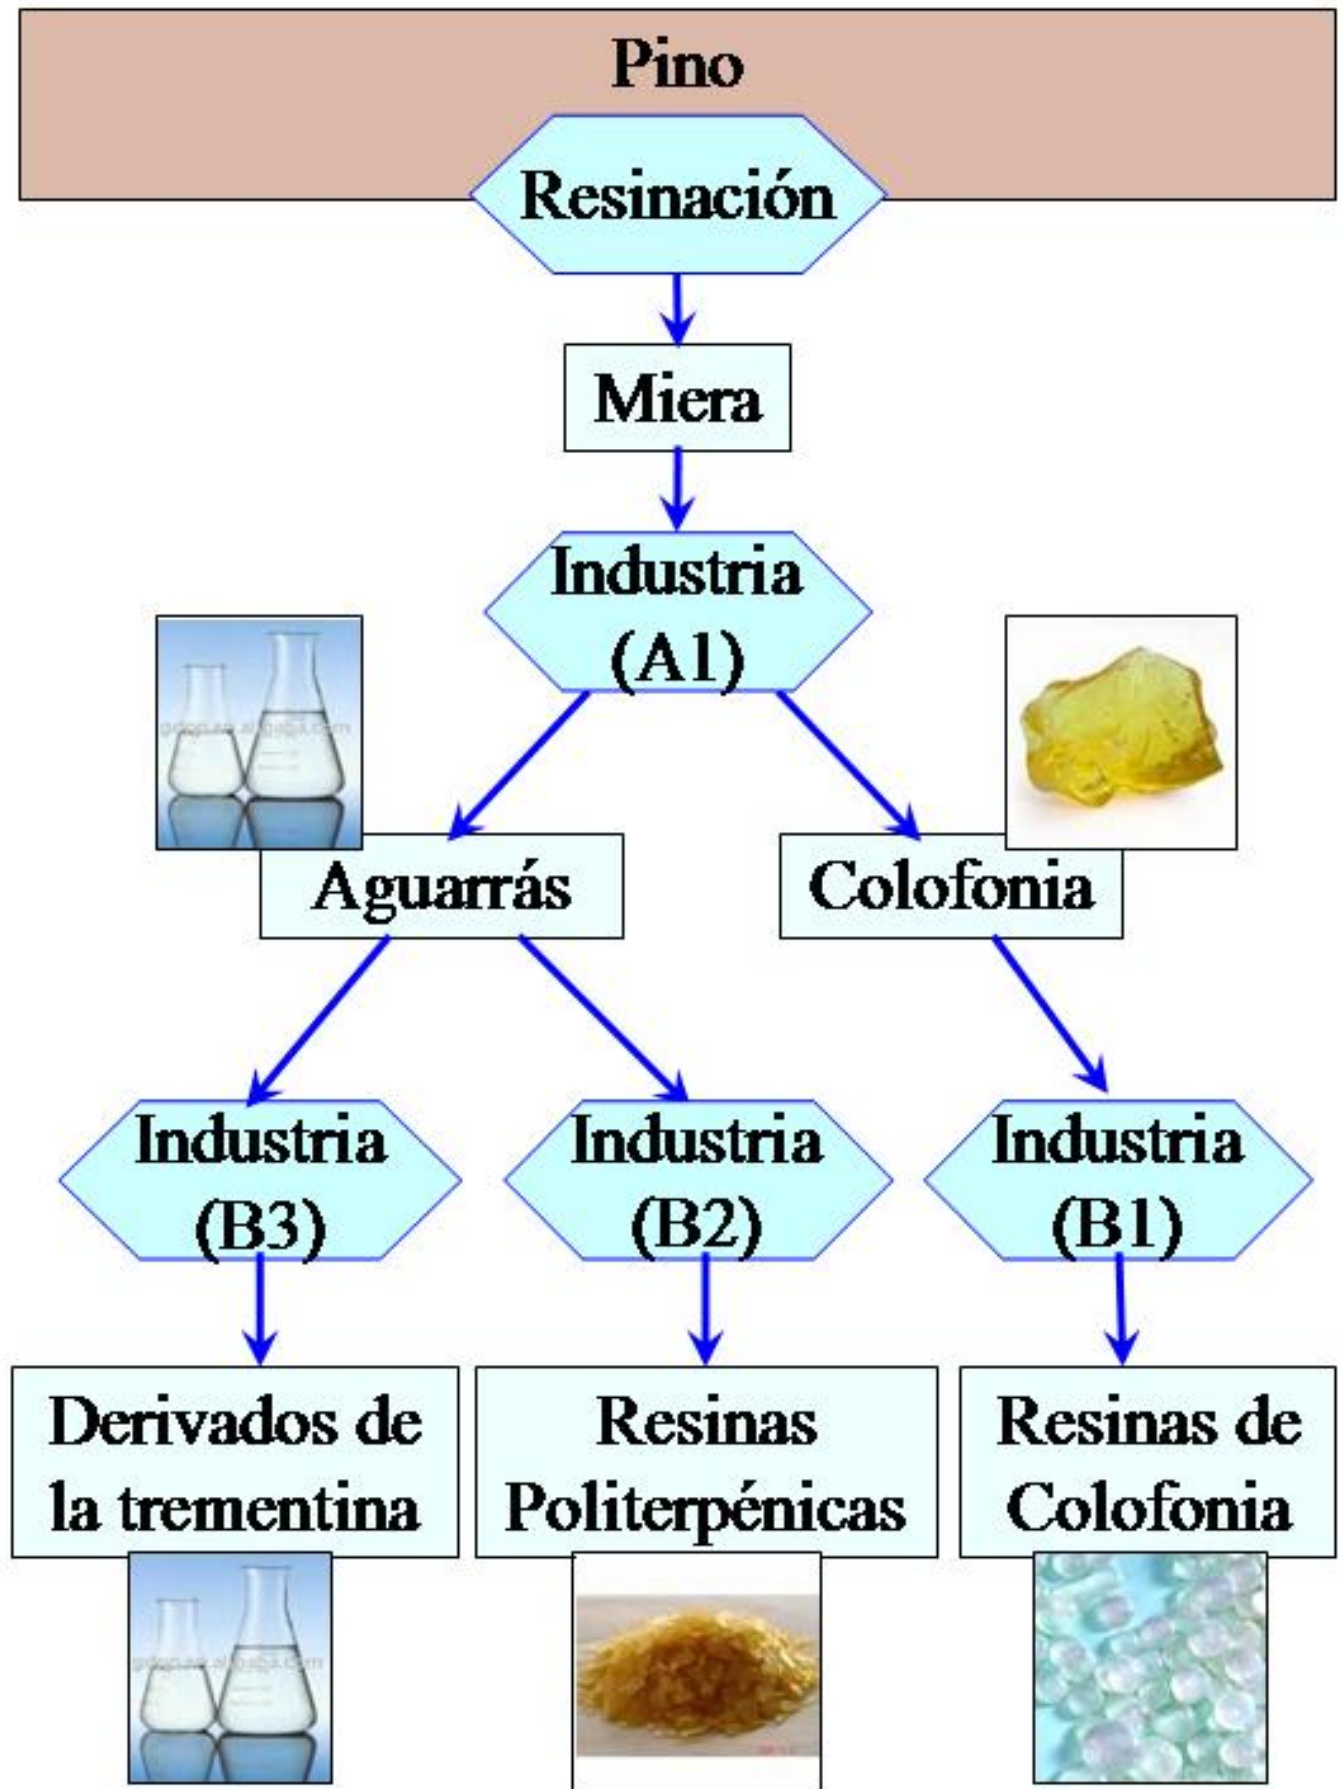 Pino
Resinación
Miera
Industria
(A1)
Aguarrás
Colofonia
Industria
(B3)
Industria
(B2)
Industria
(B1)
Derivados de
la trementina
Resinas
Politerpénicas
Resinas de
Colofonia